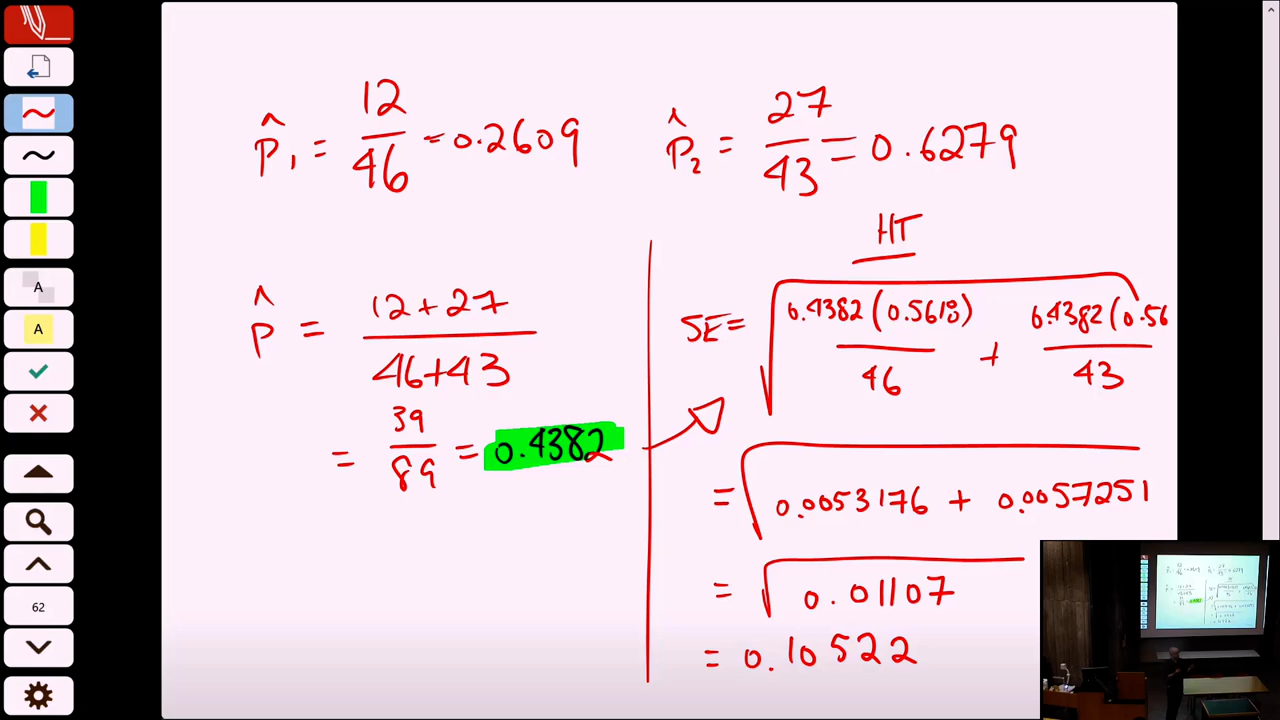 p̂₁ = 12/46 = 0.2609
p̂₂ = 27/43 = 0.6279
p̂ = 12+27 / 46+43
= 39/89 = 0.4382
HT
SE = √ 0.4382(0.5618)/46 + 0.4382(0.56/43
= √ 0.0053176 + 0.0057251
= √ 0.01107
= 0.10522
A
A
62